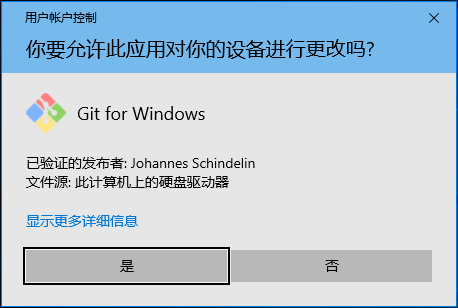 用户帐户控制
你要允许此应用对你的设备进行更改吗?
Git for Windows
已验证的发布者: Johannes Schindelin
文件源: 此计算机上的硬盘驱动器
显示更多详细信息
是
否